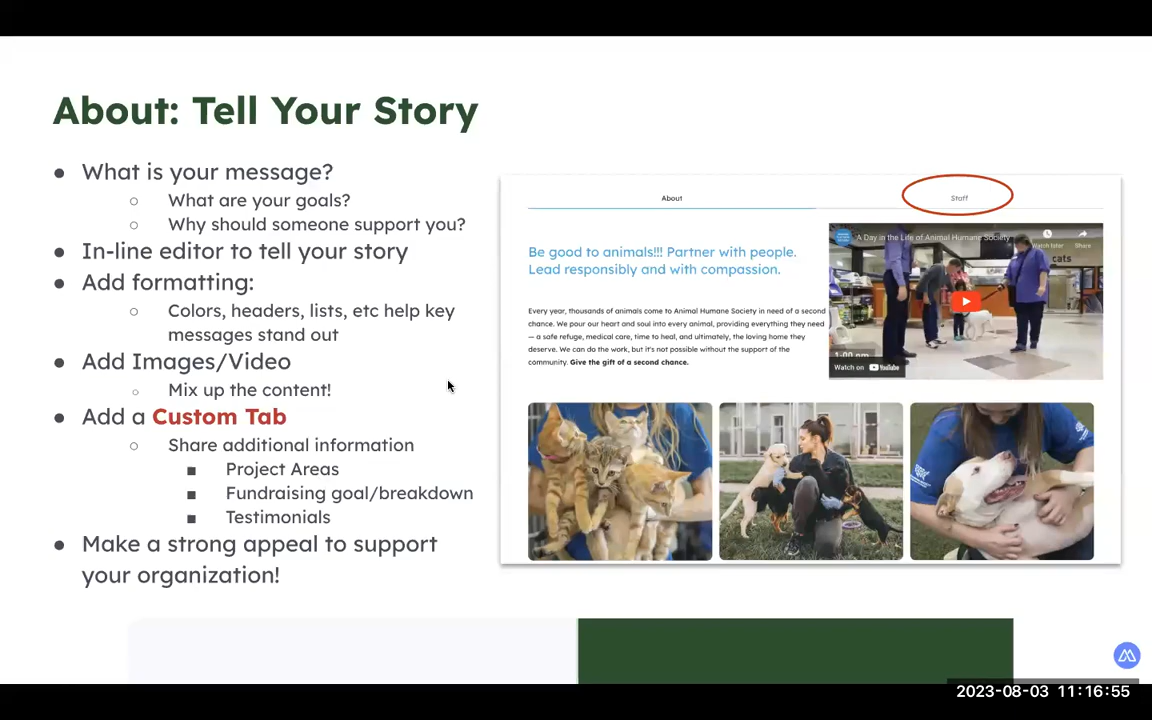 About: Tell Your Story
● What is your message?
○ What are your goals?
○ Why should someone support you?
● In-line editor to tell your story
● Add formatting:
○ Colors, headers, lists, etc help key
messages stand out
● Add Images/Video
○ Mix up the content!
● Add a Custom Tab
○ Share additional information
■ Project Areas
■ Fundraising goal/breakdown
■ Testimonials
● Make a strong appeal to support
your organization!
About
Staff
Be good to animals!!! Partner with people.
Lead responsibly and with compassion.
Every year, thousands of animals come to Animal Humane Society in need of a second
chance. We pour our heart and soul into every animal, providing everything they need
— a safe refuge, medical care, time to heal, and ultimately, the loving home they
deserve. We can do the work, but it's not possible without the support of the
community. Give the gift of a second chance.
A Day in the Life of Animal Humane Society
Watch later
Share
cats
1:00 pm
Watch on YouTube
2023-08-03 11:16:55